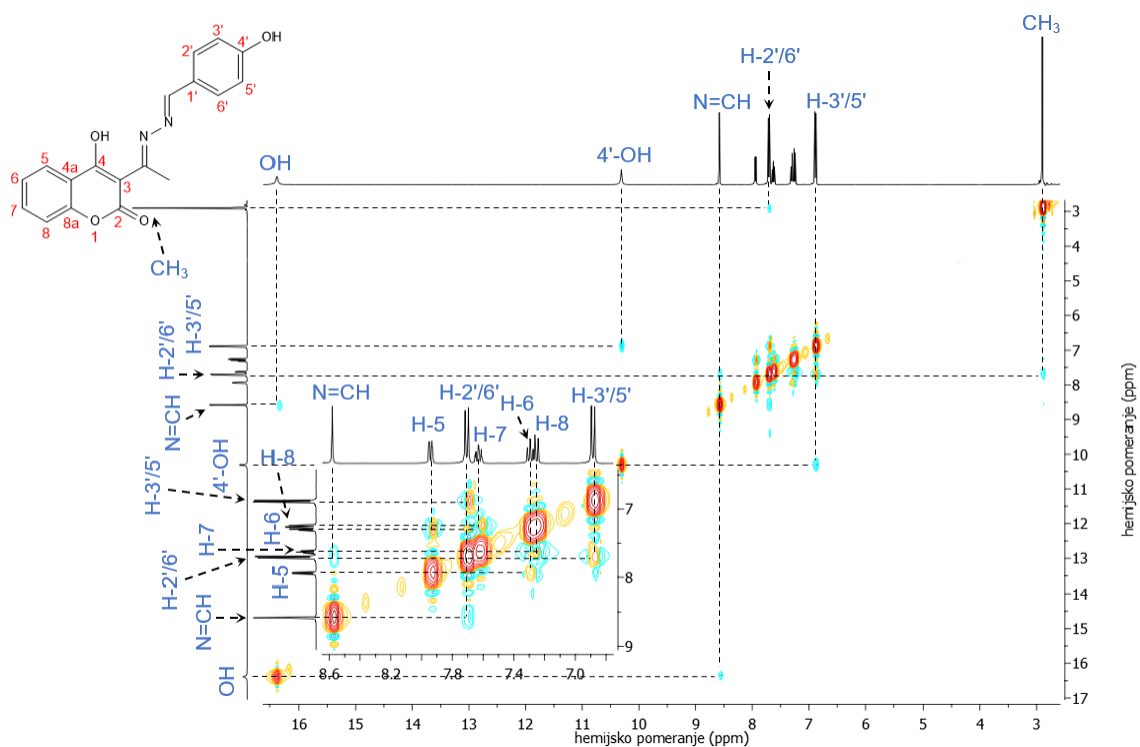 3'
OH
2'
4'
1'
5'
6'
N
N
OH
N
5
4
4a
6
3
7
8a
2
O
O
8
1
CH₃
OH
4'-OH
N=CH
H-2'/6'
H-3'/5'
CH₃
H-3'/5'
H-2'/6'
N=CH
4'-OH
H-8
H-3'/5'
H-6
H-7
H-2'/6'
H-5
N=CH
OH
N=CH
H-5
H-2'/6'
H-7
H-6
H-8
H-3'/5'
7
8
9
8.6
8.2
7.8
7.4
7.0
3
4
5
6
7
8
9
10
11
12
13
14
15
16
17
hemijsko pomeranje (ppm)
16
15
14
13
12
11
10
9
8
7
6
5
4
3
hemijsko pomeranje (ppm)